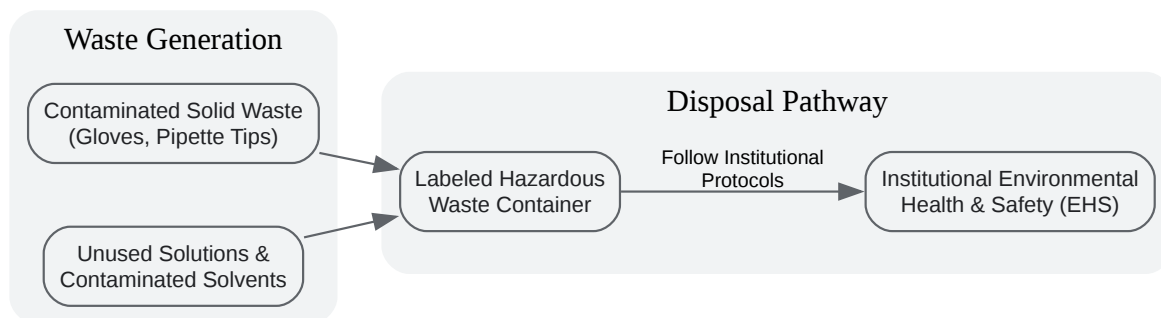 Waste Generation
Contaminated Solid Waste
(Gloves, Pipette Tips)
Unused Solutions &
Contaminated Solvents
Disposal Pathway
Labeled Hazardous
Waste Container
Follow Institutional
Protocols
Institutional Environmental
Health & Safety (EHS)